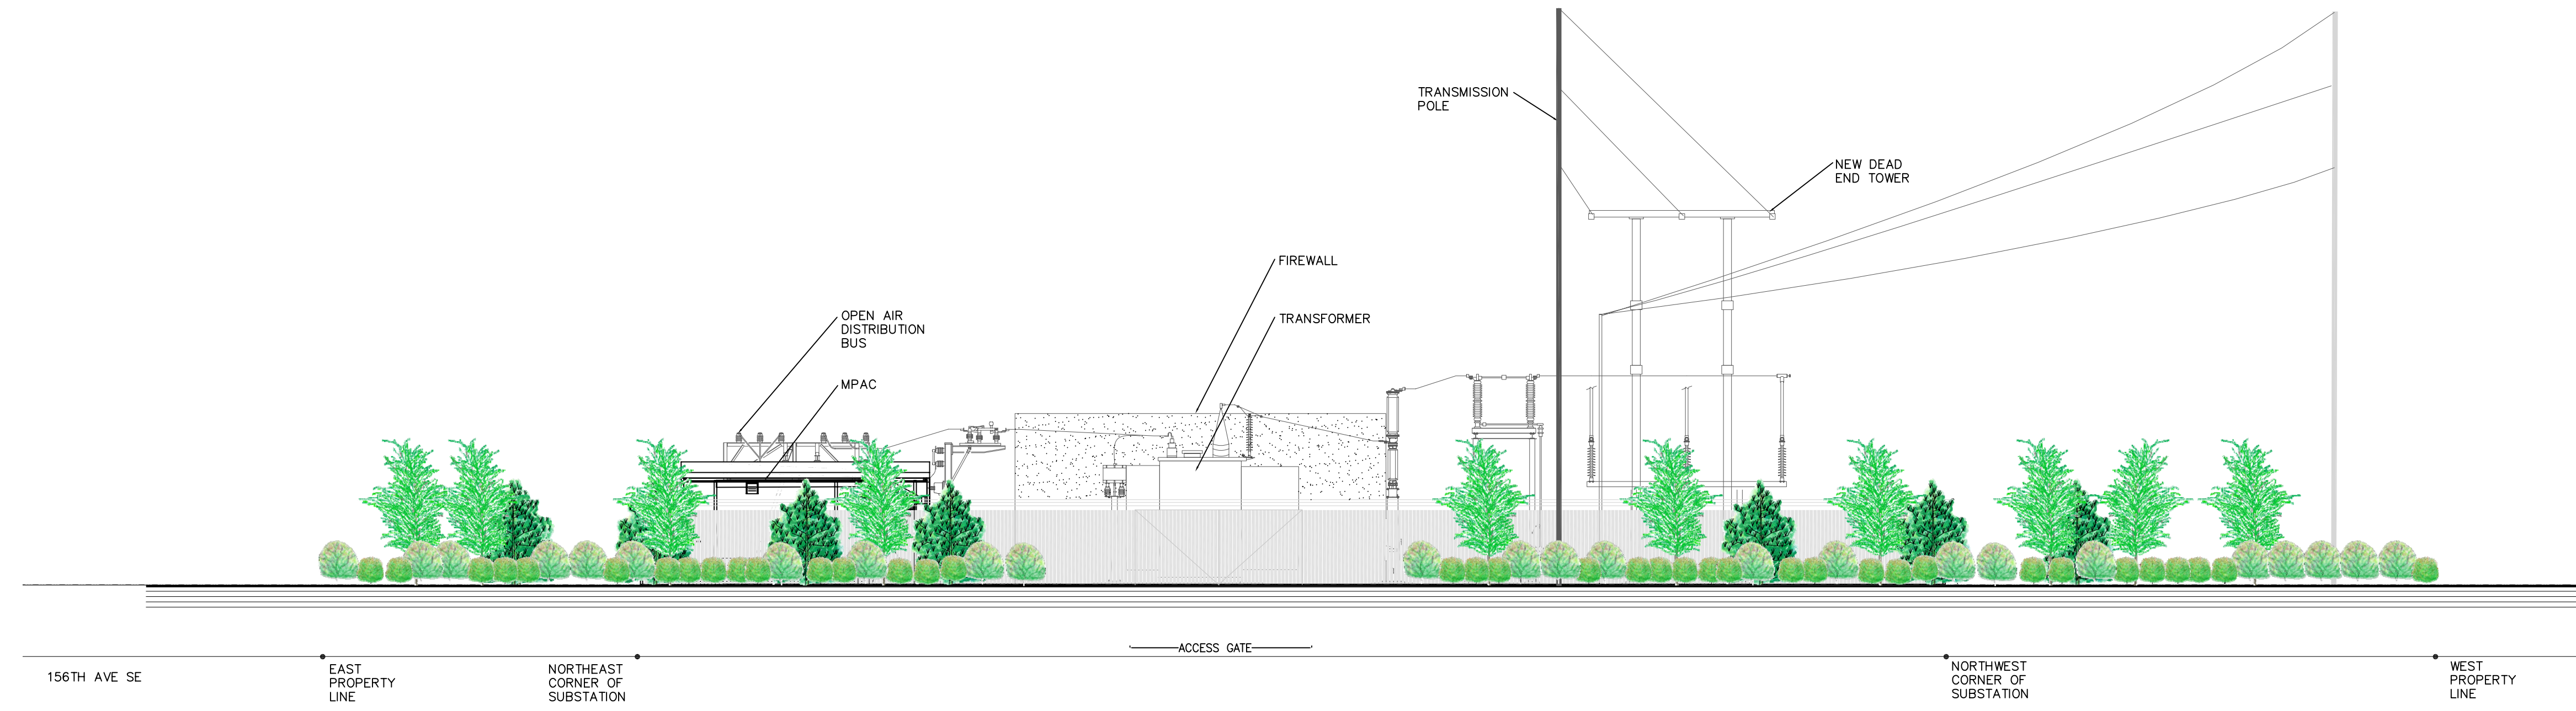 TRANSMISSION
POLE
NEW DEAD
END TOWER
FIREWALL
OPEN AIR
DISTRIBUTION
BUS
TRANSFORMER
MPAC
ACCESS GATE
156TH AVE SE
EAST
PROPERTY
LINE
NORTHEAST
CORNER OF
SUBSTATION
NORTHWEST
CORNER OF
SUBSTATION
WEST
PROPERTY
LINE